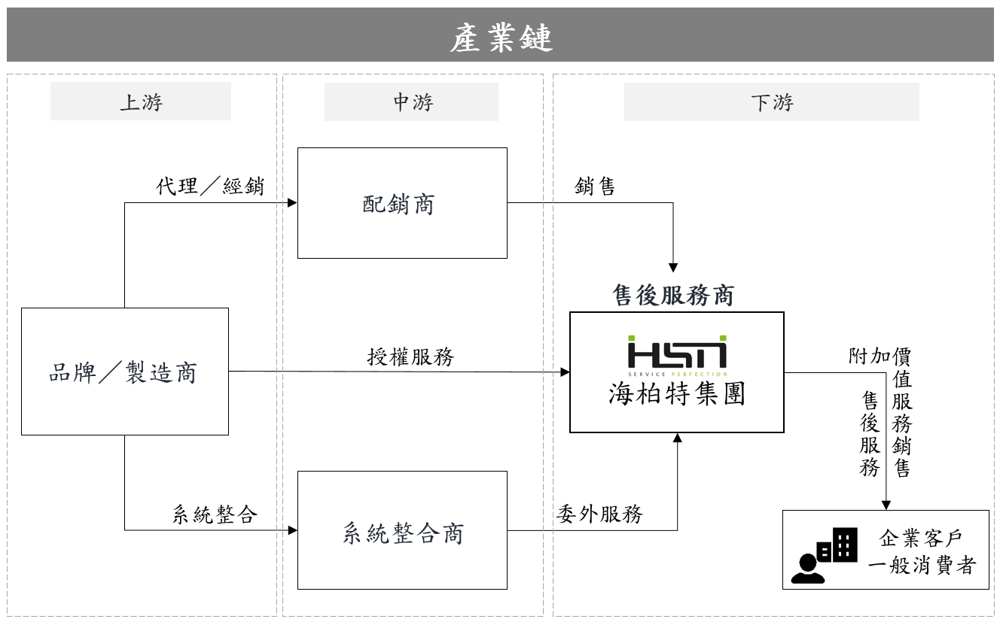 產業鏈
上游
中游
下游
代理／經銷
配銷商
銷售
售後服務商
品牌／製造商
授權服務
HSN
SERVICE PERFECTION
海柏特集團
附加價值服務銷售
售後服務
系統整合
系統整合商
委外服務
企業客戶
一般消費者